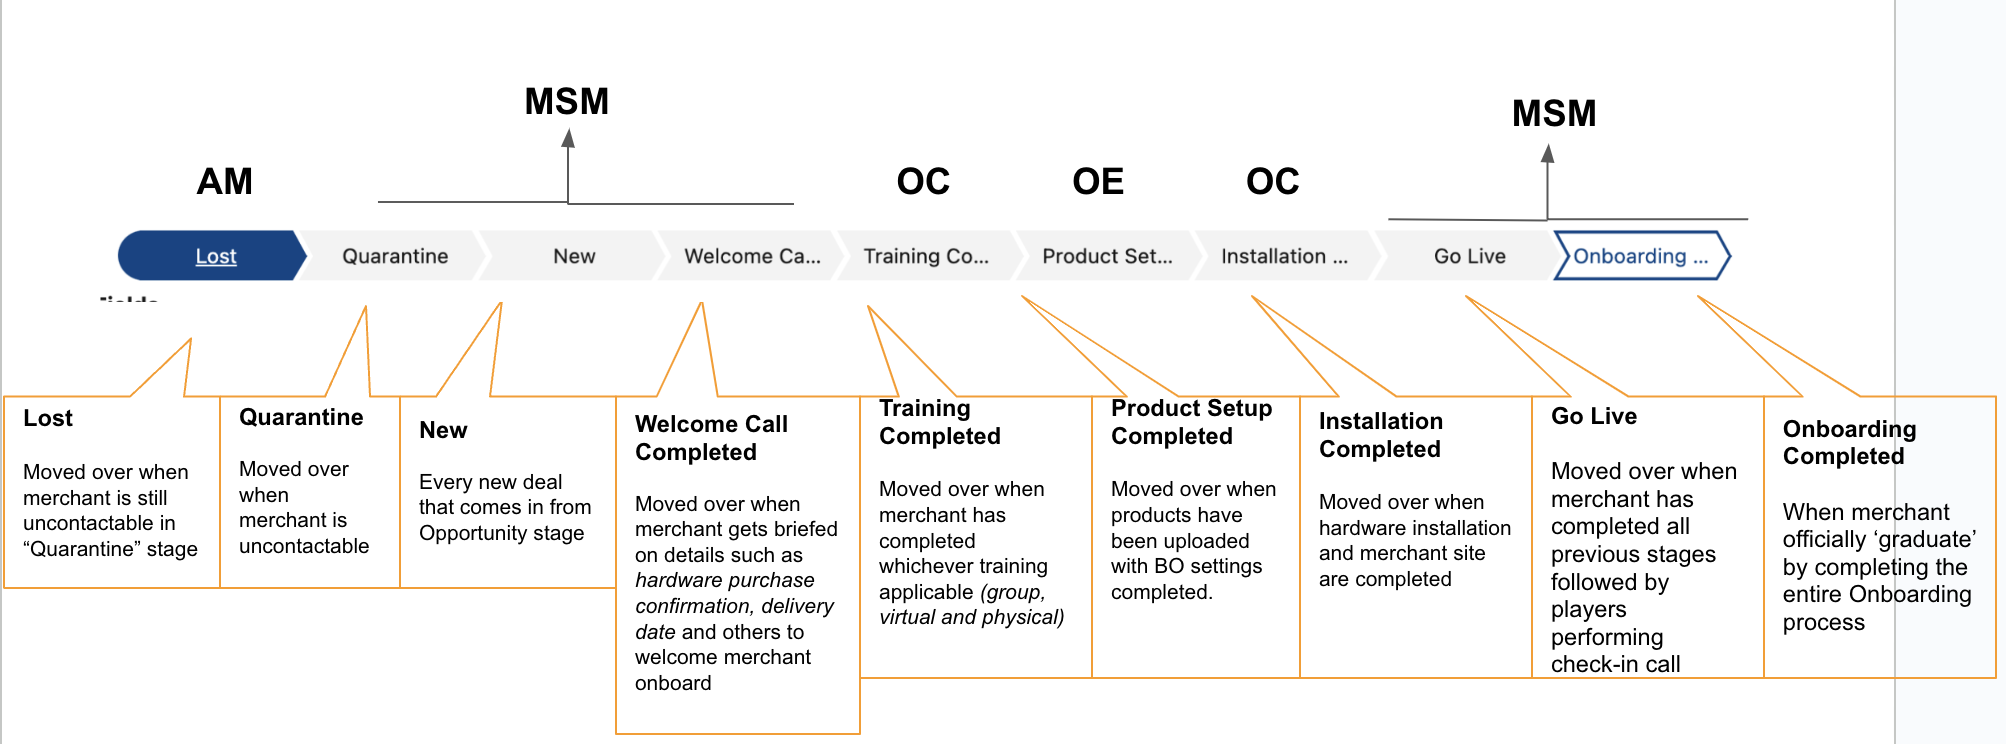 MSM
MSM
AM
OC
OE
OC
Lost
Quarantine
New
Welcome Ca...
Training Co...
Product Set...
Installation ...
Go Live
Onboarding ...
Lost
Moved over when
merchant is still
uncontactable in
“Quarantine” stage
Quarantine
Moved over
when
merchant is
uncontactable
New
Every new deal
that comes in from
Opportunity stage
Welcome Call
Completed
Moved over when
merchant gets briefed
on details such as
hardware purchase
confirmation, delivery
date and others to
welcome merchant
onboard
Training
Completed
Moved over when
merchant has
completed
whichever training
applicable (group,
virtual and physical)
Product Setup
Completed
Moved over when
products have
been uploaded
with BO settings
completed.
Installation
Completed
Moved over when
hardware installation
and merchant site
are completed
Go Live
Moved over when
merchant has
completed all
previous stages
followed by
players
performing
check-in call
Onboarding
Completed
When merchant
officially ‘graduate’
by completing the
entire Onboarding
process